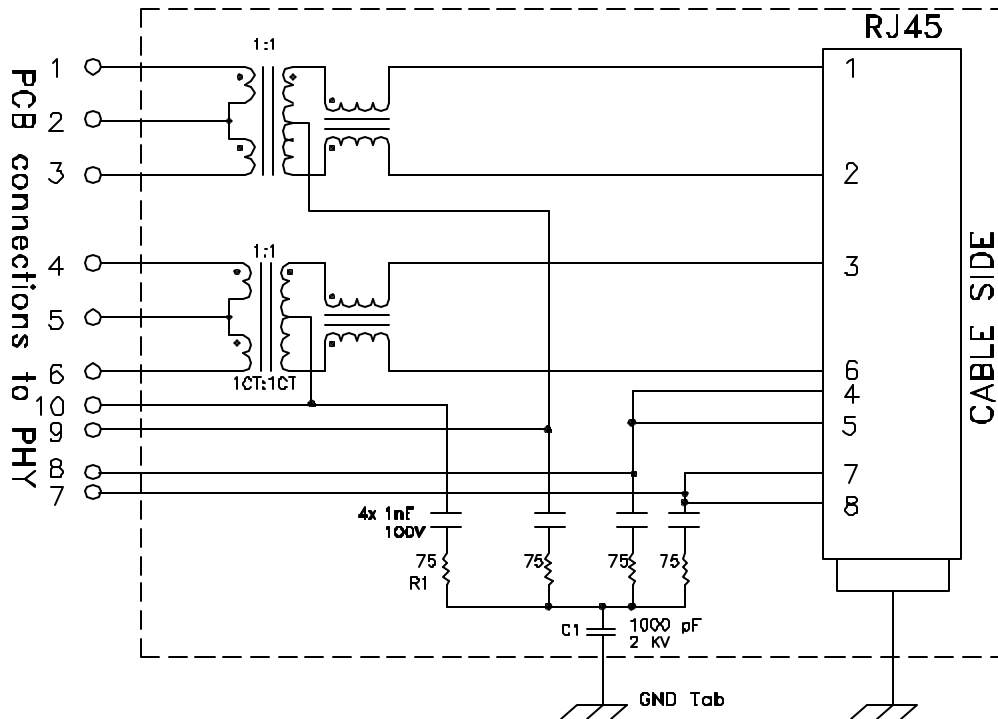 RJ45
1:1
1
2
3
1
2
PCB connections to PHY
1:1
4
5
6
1CT:1CT
10
9
8
7
3
6
4
5
7
8
CABLE SIDE
4x 1nF
100V
75
R1
75
75
75
C1
1000 pF
2 KV
GND Tab